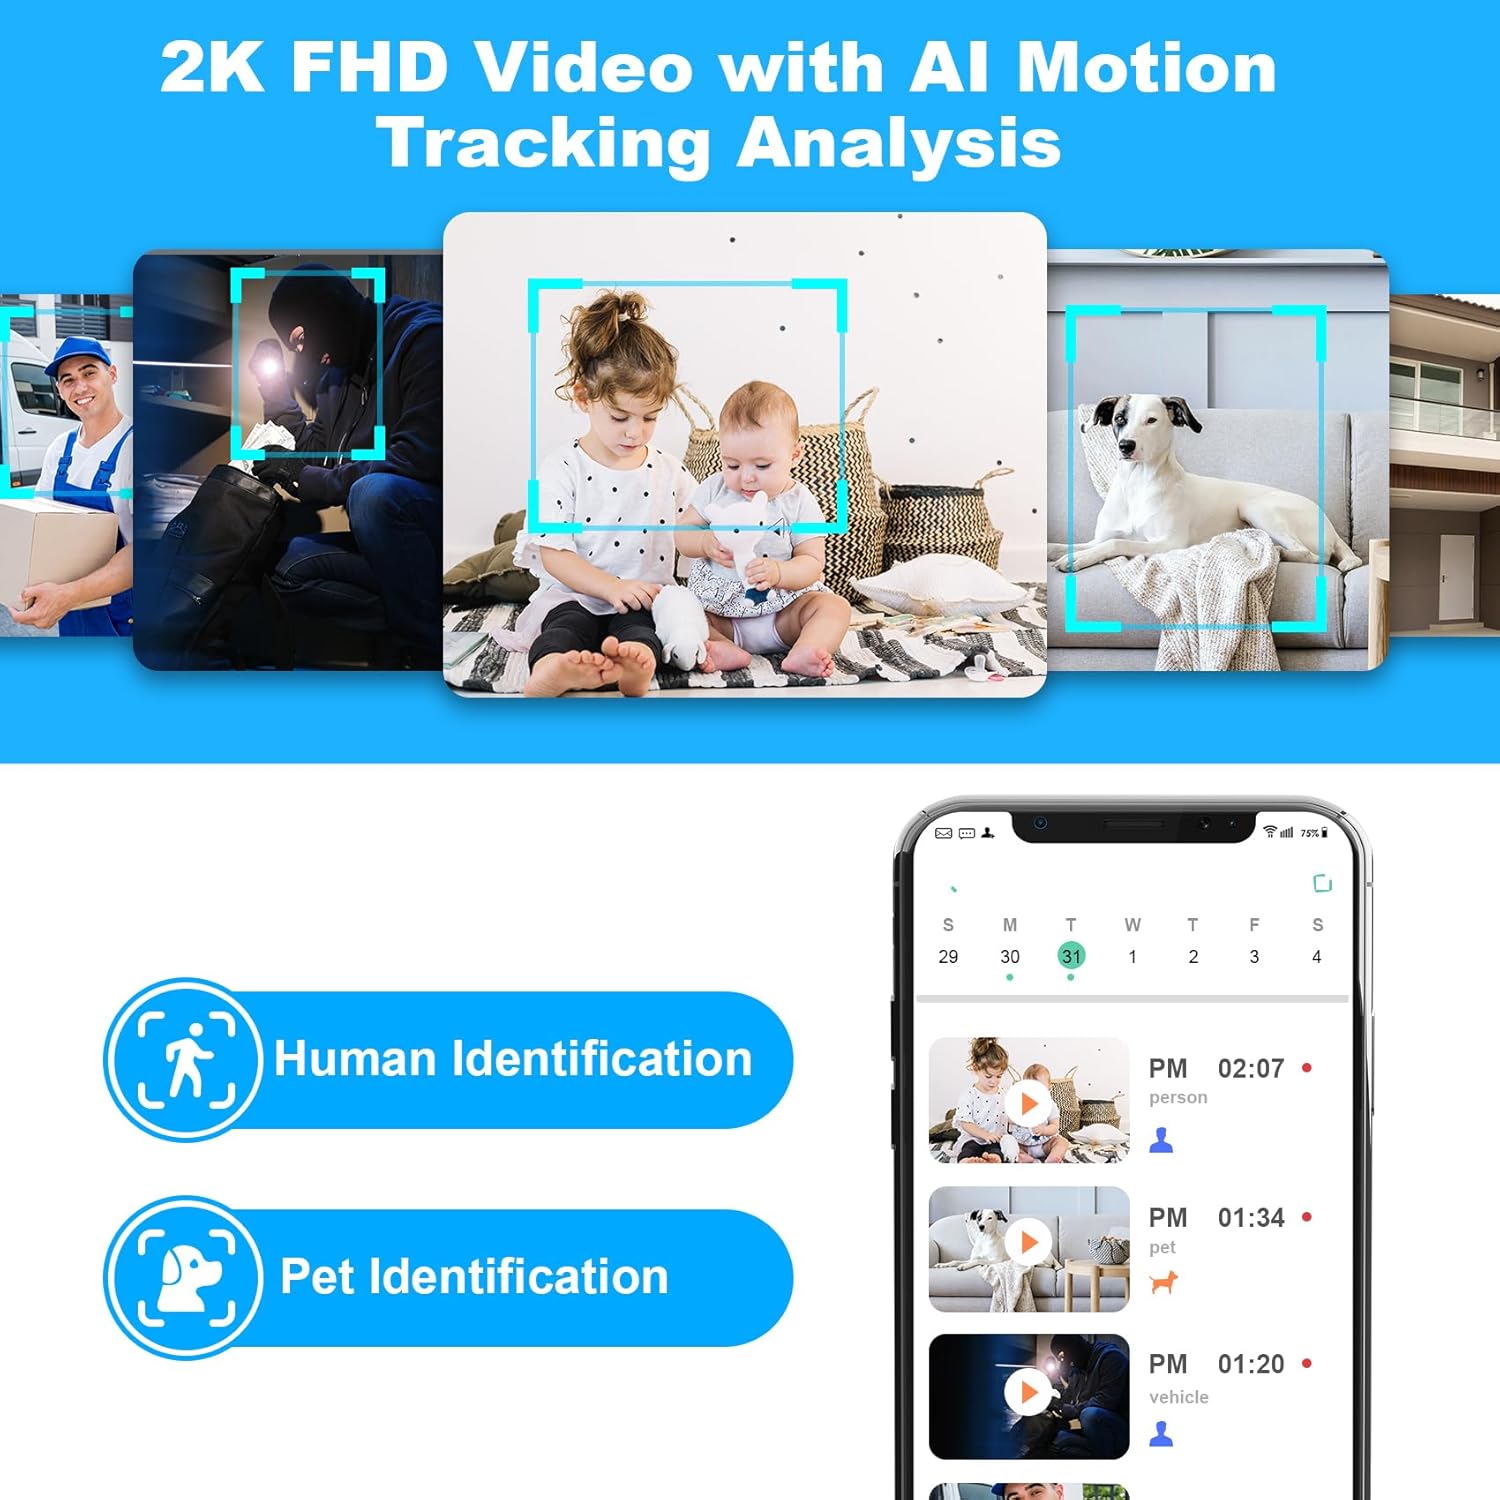 2K FHD Video with AI Motion
Tracking Analysis
Human Identification
Pet Identification
75%
S M T W T F S
29 30 31 1 2 3 4
PM 02:07
person
PM 01:34
pet
PM 01:20
vehicle